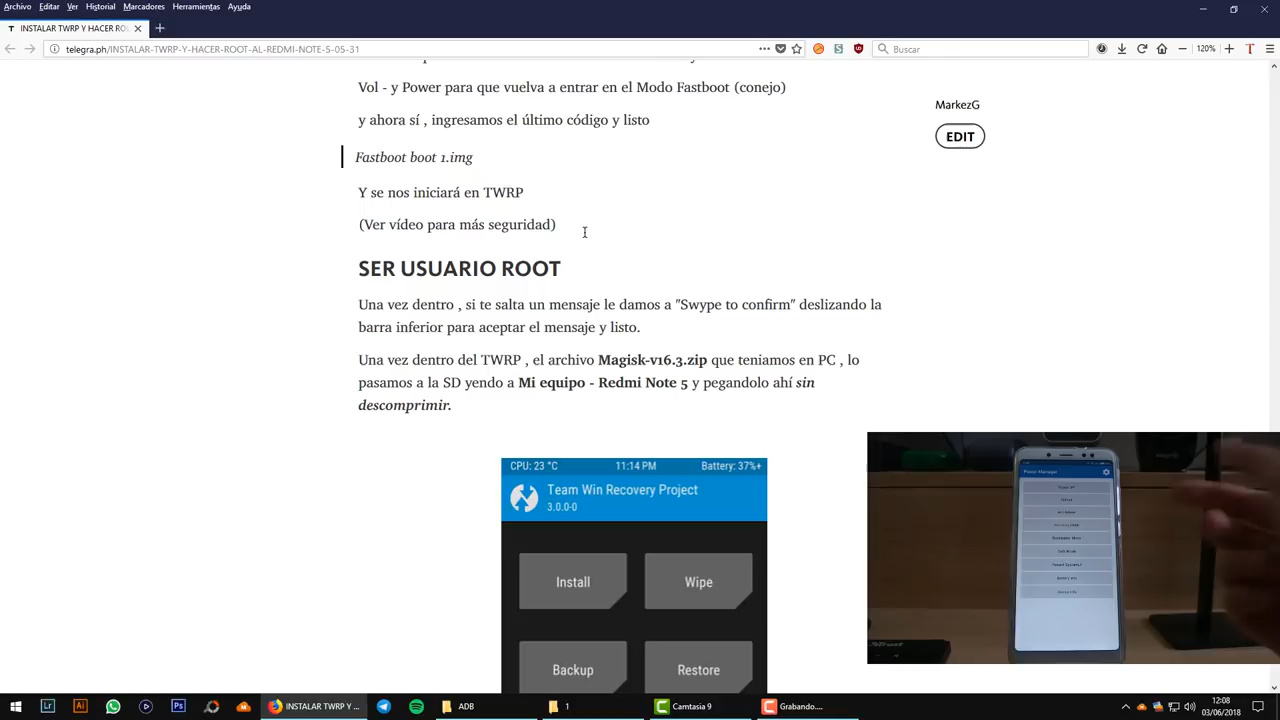 Archivo Editar Ver Historial Marcadores Herramientas Ayuda
INSTALAR TWRP Y HACER ROO
telegra.ph/INSTALAR-TWRP-Y-HACER-ROOT-AL-REDMI-NOTE-5-05-31
Buscar
120%
Vol - y Power para que vuelva a entrar en el Modo Fastboot (conejo)
y ahora sí , ingresamos el último código y listo
Fastboot boot 1.img
Y se nos iniciará en TWRP
(Ver vídeo para más seguridad)
MarkezG
EDIT
SER USUARIO ROOT
Una vez dentro , si te salta un mensaje le damos a "Swype to confirm" deslizando la
barra inferior para aceptar el mensaje y listo.
Una vez dentro del TWRP , el archivo Magisk-v16.3.zip que teniamos en PC , lo
pasamos a la SD yendo a Mi equipo - Redmi Note 5 y pegandolo ahí sin
descomprimir.
CPU: 23 °C 11:14 PM Battery: 37%+
Team Win Recovery Project
3.0.0-0
Install Wipe
Backup Restore
Power Manager
INSTALAR TWRP Y ...
ADB
1
Camtasia 9
Grabando....
12:08
03/06/2018